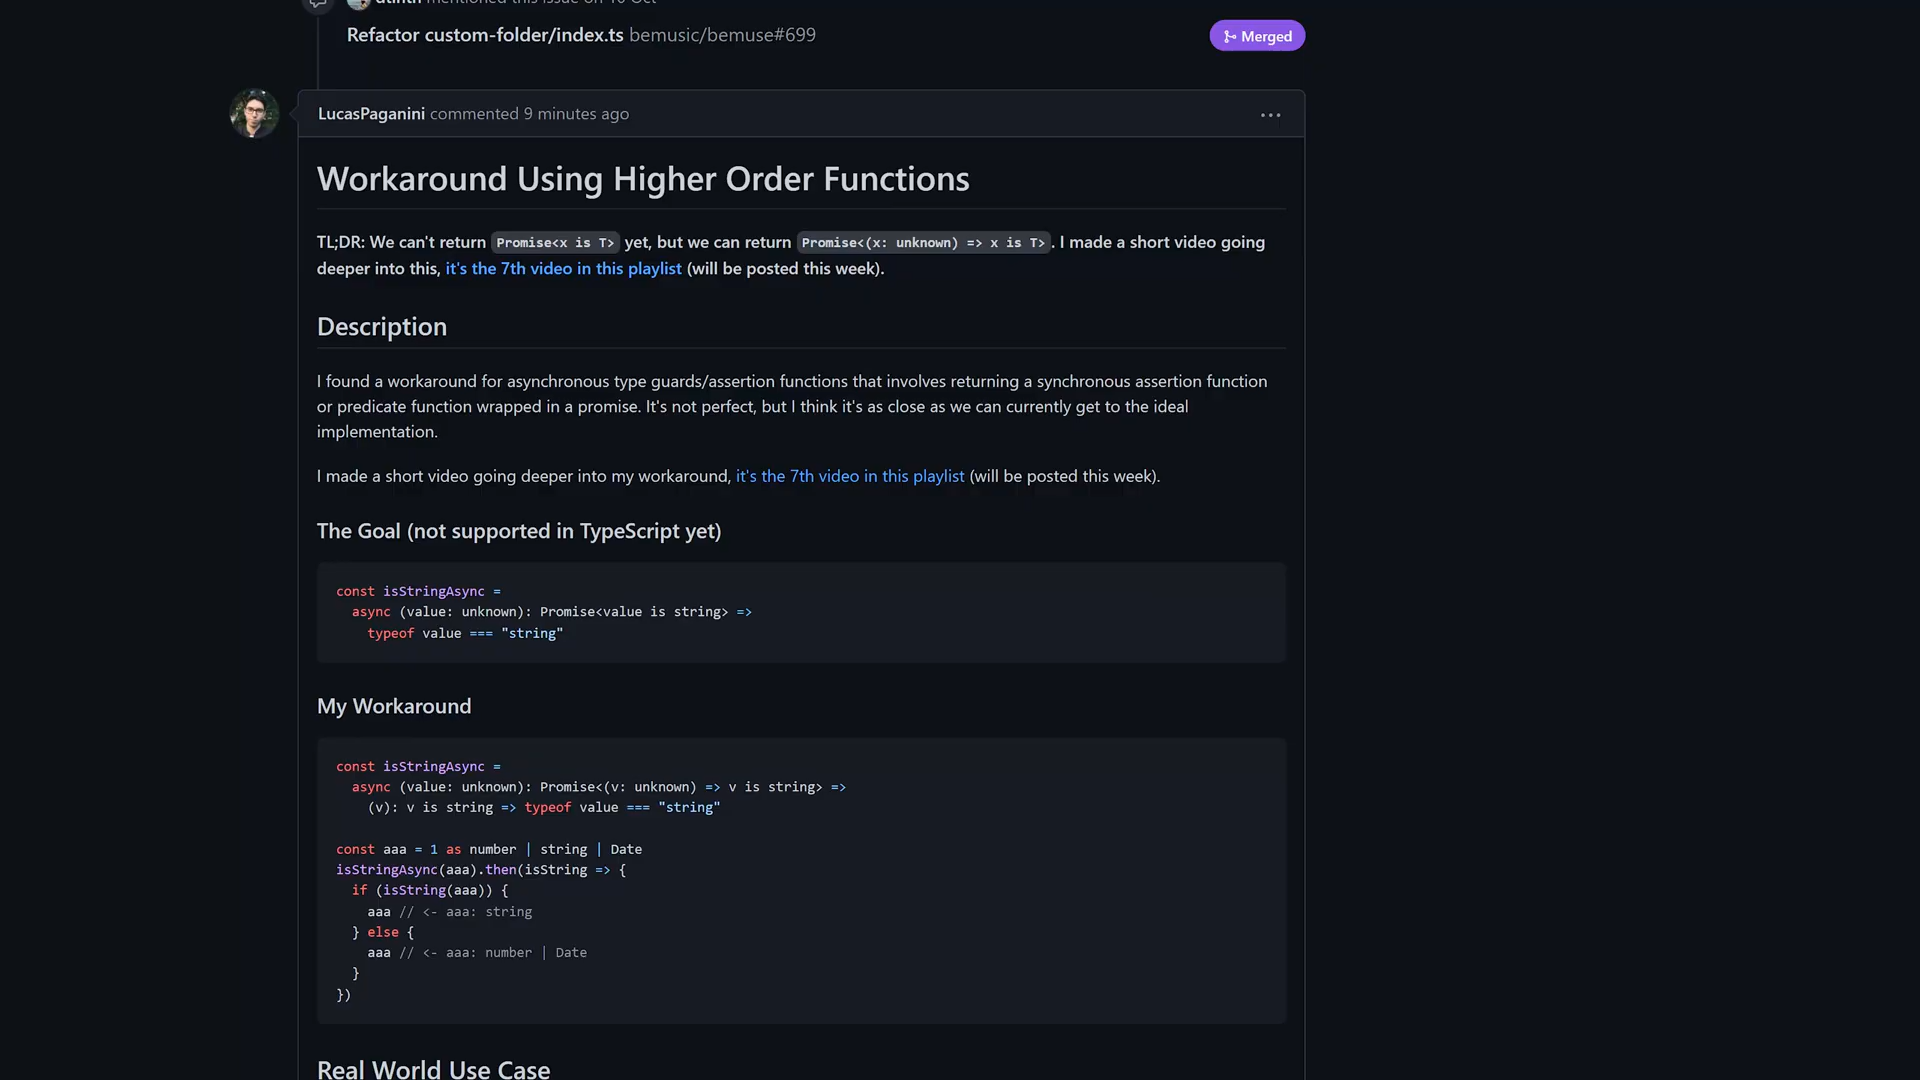 mentioned this issue on 10 Oct
Refactor custom-folder/index.ts bemusic/bemuse#699
Merged
LucasPaganini commented 9 minutes ago
Workaround Using Higher Order Functions
TL;DR: We can't return Promise<x is T> yet, but we can return Promise<(x: unknown) => x is T>. I made a short video going
deeper into this, it's the 7th video in this playlist (will be posted this week).
Description
I found a workaround for asynchronous type guards/assertion functions that involves returning a synchronous assertion function
or predicate function wrapped in a promise. It's not perfect, but I think it's as close as we can currently get to the ideal
implementation.
I made a short video going deeper into my workaround, it's the 7th video in this playlist (will be posted this week).
The Goal (not supported in TypeScript yet)
const isStringAsync =
  async (value: unknown): Promise<value is string> =>
    typeof value === "string"
My Workaround
const isStringAsync =
  async (value: unknown): Promise<(v: unknown) => v is string> =>
    (v): v is string => typeof value === "string"
const aaa = 1 as number | string | Date
isStringAsync(aaa).then(isString => {
  if (isString(aaa)) {
    aaa // <- aaa: string
  } else {
    aaa // <- aaa: number | Date
  }
})
Real World Use Case